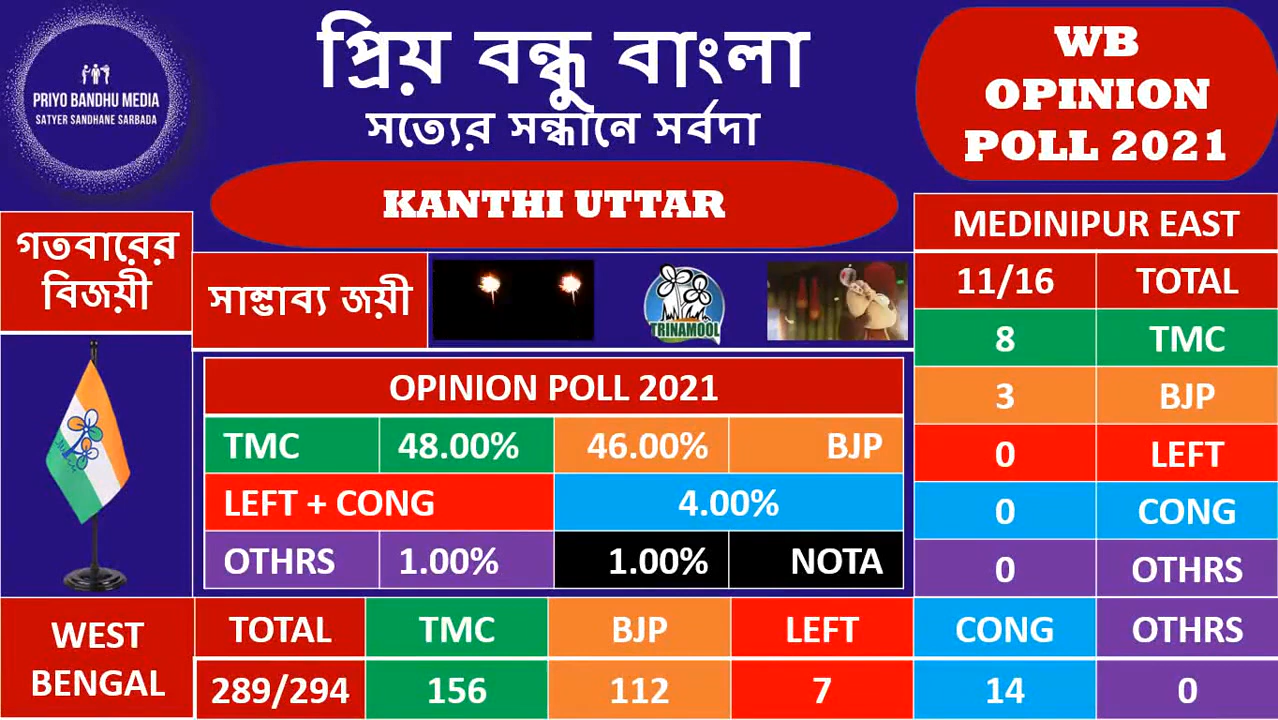 PRIYO BANDHU MEDIA
SATYER SANDHANE SARBADA
প্রিয় বন্ধু বাংলা
সত্যের সন্ধানে সর্বদা
WB
OPINION
POLL 2021
KANTHI UTTAR
গতবারের
বিজয়ী
সাম্ভাব্য জয়ী
TRINAMOOL
OPINION POLL 2021
TMC 48.00% 46.00% BJP
LEFT + CONG 4.00%
OTHRS 1.00% 1.00% NOTA
MEDINIPUR EAST
11/16 TOTAL
8 TMC
3 BJP
0 LEFT
0 CONG
0 OTHRS
WEST
BENGAL
TOTAL TMC BJP LEFT CONG OTHRS
289/294 156 112 7 14 0